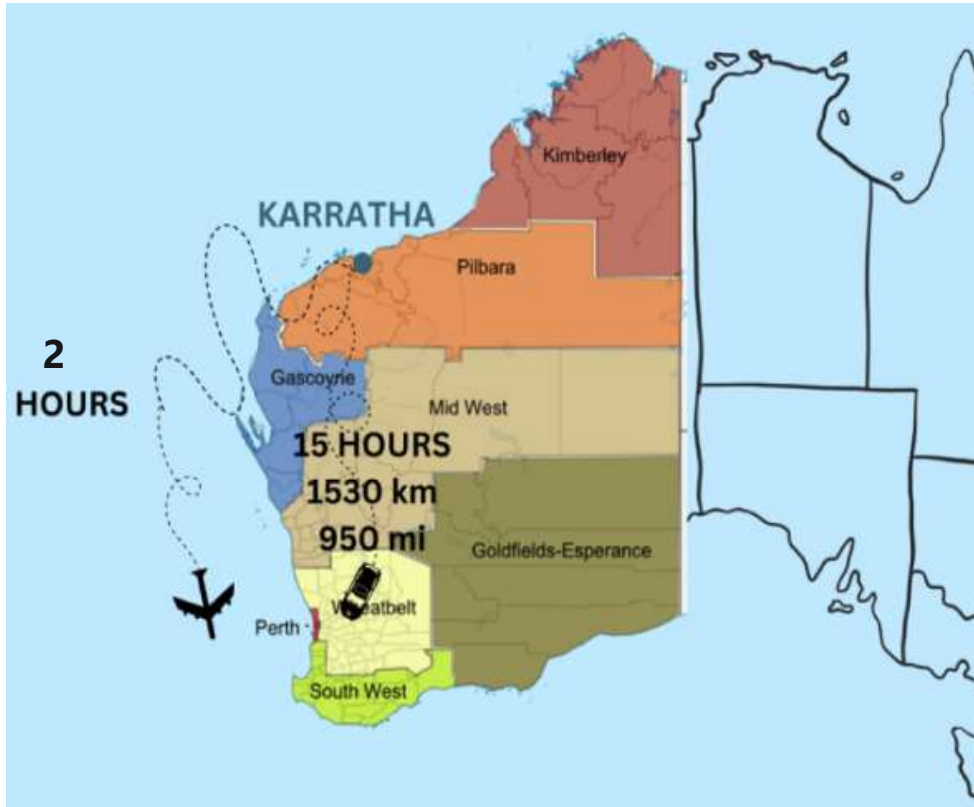 Kimberley
KARRATHA
Pilbara
2
HOURS
Gascoyne
Mid West
15 HOURS
1530 km
950 mi
Goldfields-Esperance
Wheatbelt
Perth
South West